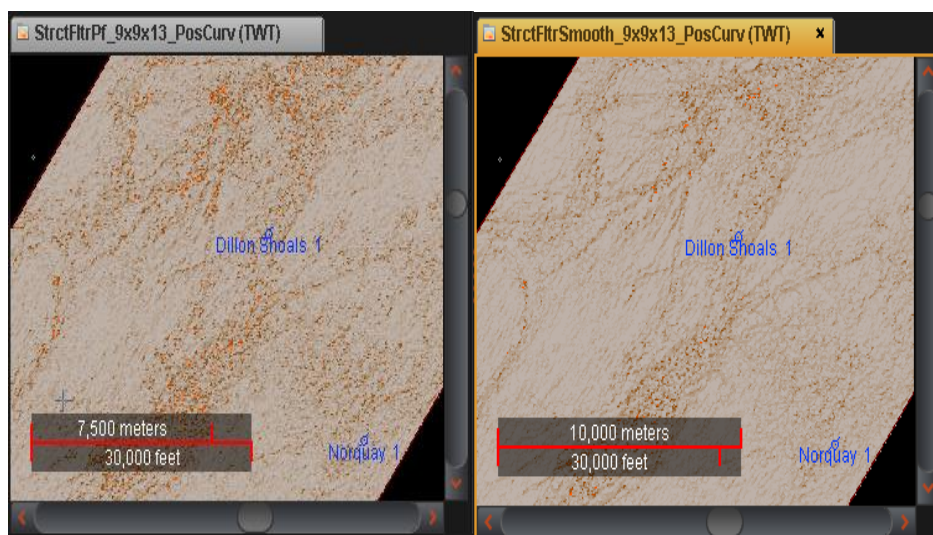 StrctFltrPf_9x9x13_PosCurv (TWT)
StrctFltrSmooth_9x9x13_PosCurv (TWT) ×
Dillon Shoals 1
7,500 meters
30,000 feet
Norquay 1
Dillon Shoals 1
10,000 meters
30,000 feet
Norquay 1